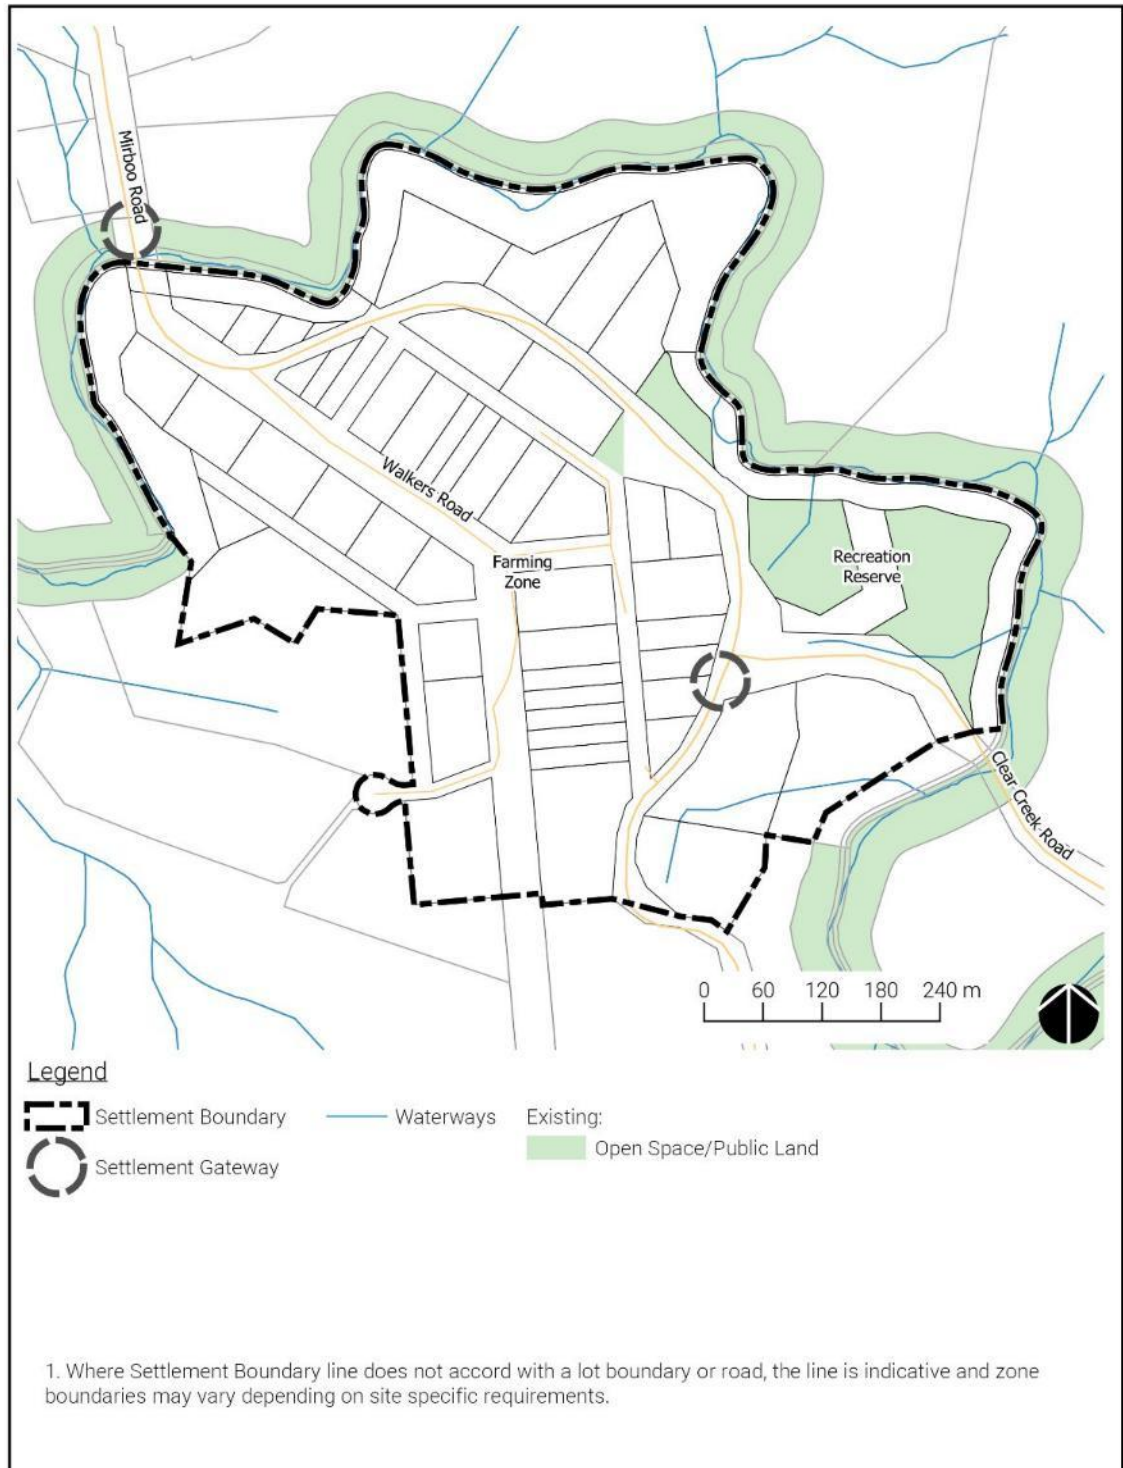 Mirboo Road
Walkers Road
Farming
Zone
Recreation
Reserve
Clear Creek Road
0 60 120 180 240 m
Legend
Settlement Boundary
Waterways
Existing:
Open Space/Public Land
Settlement Gateway
1. Where Settlement Boundary line does not accord with a lot boundary or road, the line is indicative and zone
boundaries may vary depending on site specific requirements.